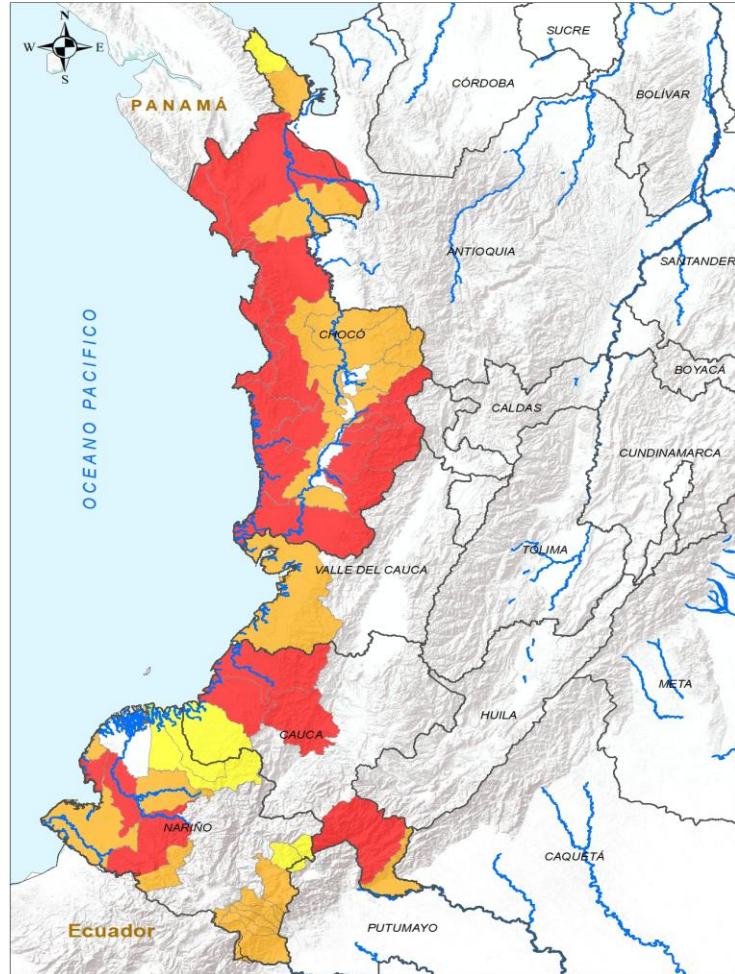 N
W E
S
PANAMÁ
SUCRE
CÓRDOBA
BOLÍVAR
ANTIOQUIA
SANTANDER
OCEANO PACIFICO
CHOCÓ
BOYACÁ
CALDAS
CUNDINAMARCA
TOLIMA
VALLE DEL CAUCA
META
HUILA
CAUCA
NARIÑO
CAQUETÁ
PUTUMAYO
Ecuador